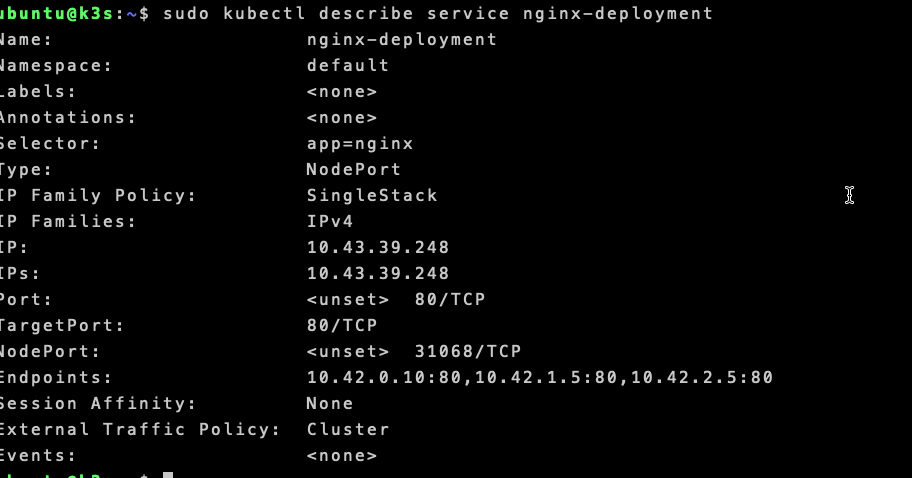 ubuntu@k3s:~$ sudo kubectl describe service nginx-deployment
Name: nginx-deployment
Namespace: default
Labels: <none>
Annotations: <none>
Selector: app=nginx
Type: NodePort
IP Family Policy: SingleStack
IP Families: IPv4
IP: 10.43.39.248
IPs: 10.43.39.248
Port: <unset> 80/TCP
TargetPort: 80/TCP
NodePort: <unset> 31068/TCP
Endpoints: 10.42.0.10:80,10.42.1.5:80,10.42.2.5:80
Session Affinity: None
External Traffic Policy: Cluster
Events: <none>